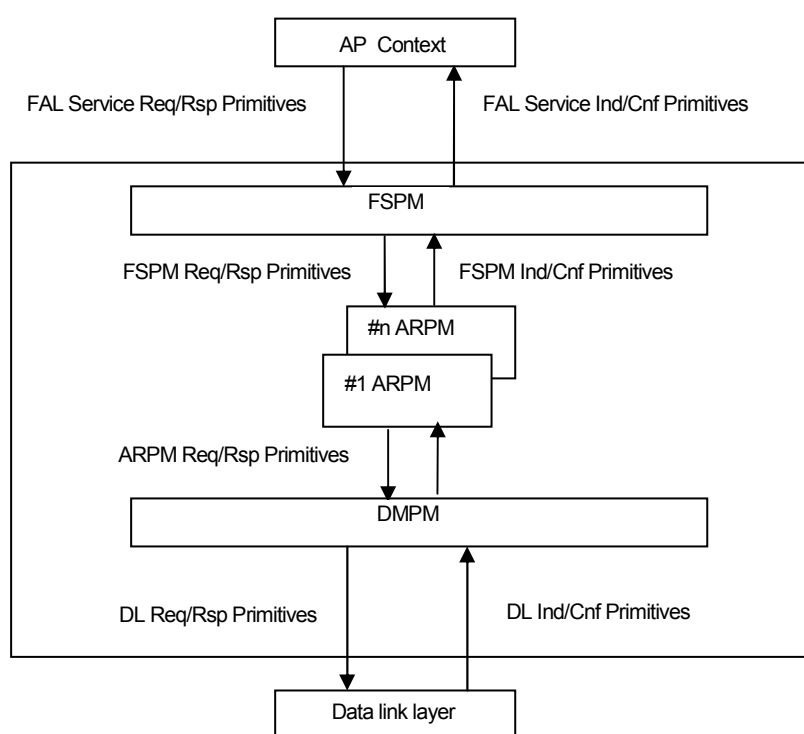 AP Context
FAL Service Req/Rsp Primitives
FAL Service Ind/Cnf Primitives
FSPM
FSPM Req/Rsp Primitives
FSPM Ind/Cnf Primitives
#n ARPM
#1 ARPM
ARPM Req/Rsp Primitives
DMPM
DL Req/Rsp Primitives
DL Ind/Cnf Primitives
Data link layer